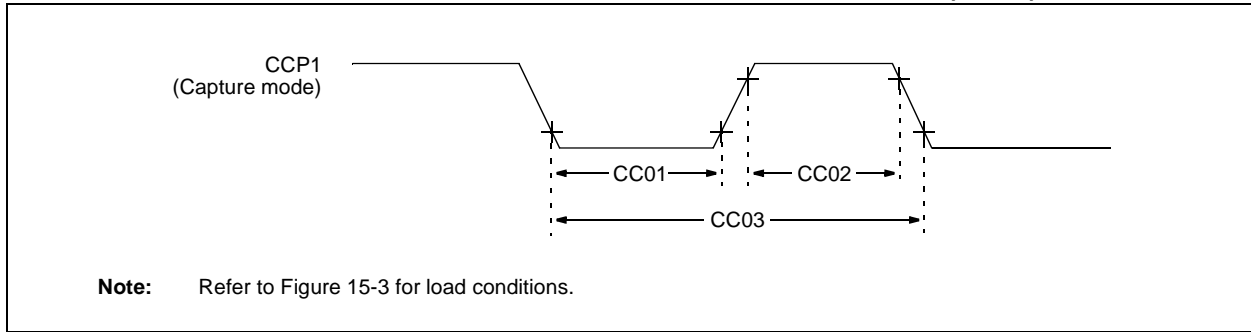 CCP1
(Capture mode)
CC01
CC02
CC03
Note: Refer to Figure 15-3 for load conditions.